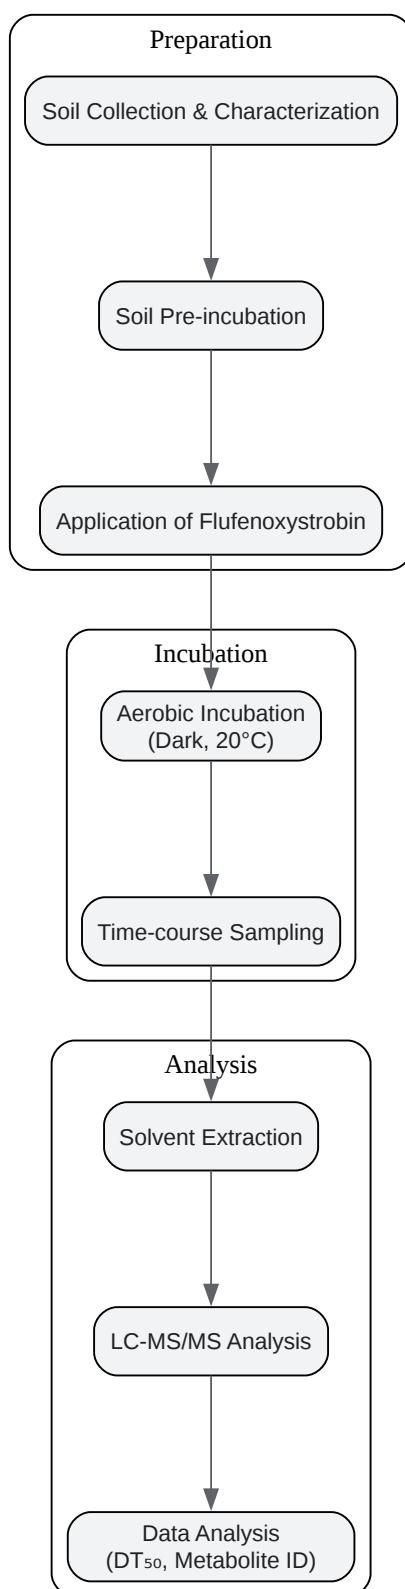 Preparation
Soil Collection & Characterization
Soil Pre-incubation
Application of Flufenoxystrobin
Incubation
Aerobic Incubation
(Dark, 20°C)
Time-course Sampling
Analysis
Solvent Extraction
LC-MS/MS Analysis
Data Analysis
(DT₅₀, Metabolite ID)